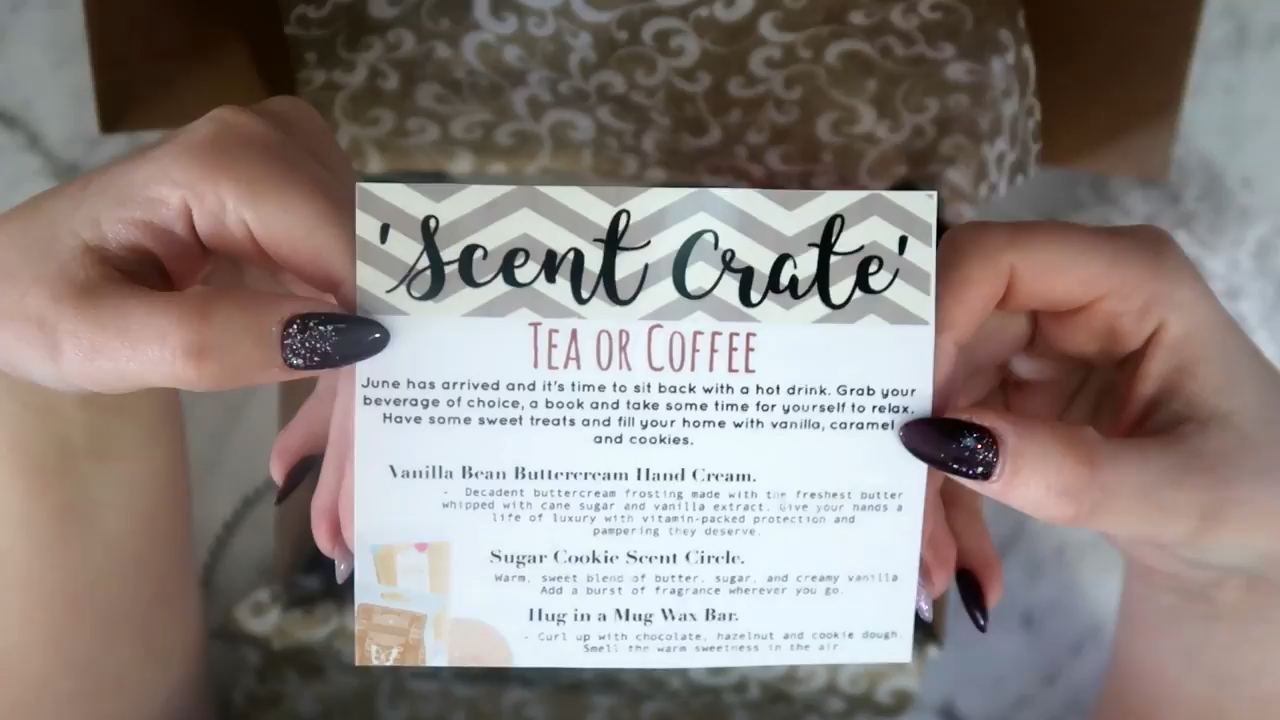 'Scent Crate'
TEA OR COFFEE
June has arrived and it's time to sit back with a hot drink. Grab your
beverage of choice, a book and take some time for yourself to relax.
Have some sweet treats and fill your home with vanilla, caramel
and cookies.
Vanilla Bean Buttercream Hand Cream.
- Decadent buttercream frosting made with the freshest butter
whipped with cane sugar and vanilla extract. Give your hands a
life of luxury with vitamin-packed protection and
pampering they deserve.
Sugar Cookie Scent Circle.
Warm, sweet blend of butter, sugar, and creamy vanilla
Add a burst of fragrance wherever you go.
Hug in a Mug Wax Bar.
- Curl up with chocolate, hazelnut and cookie dough.
Smell the warm sweetness in the air.